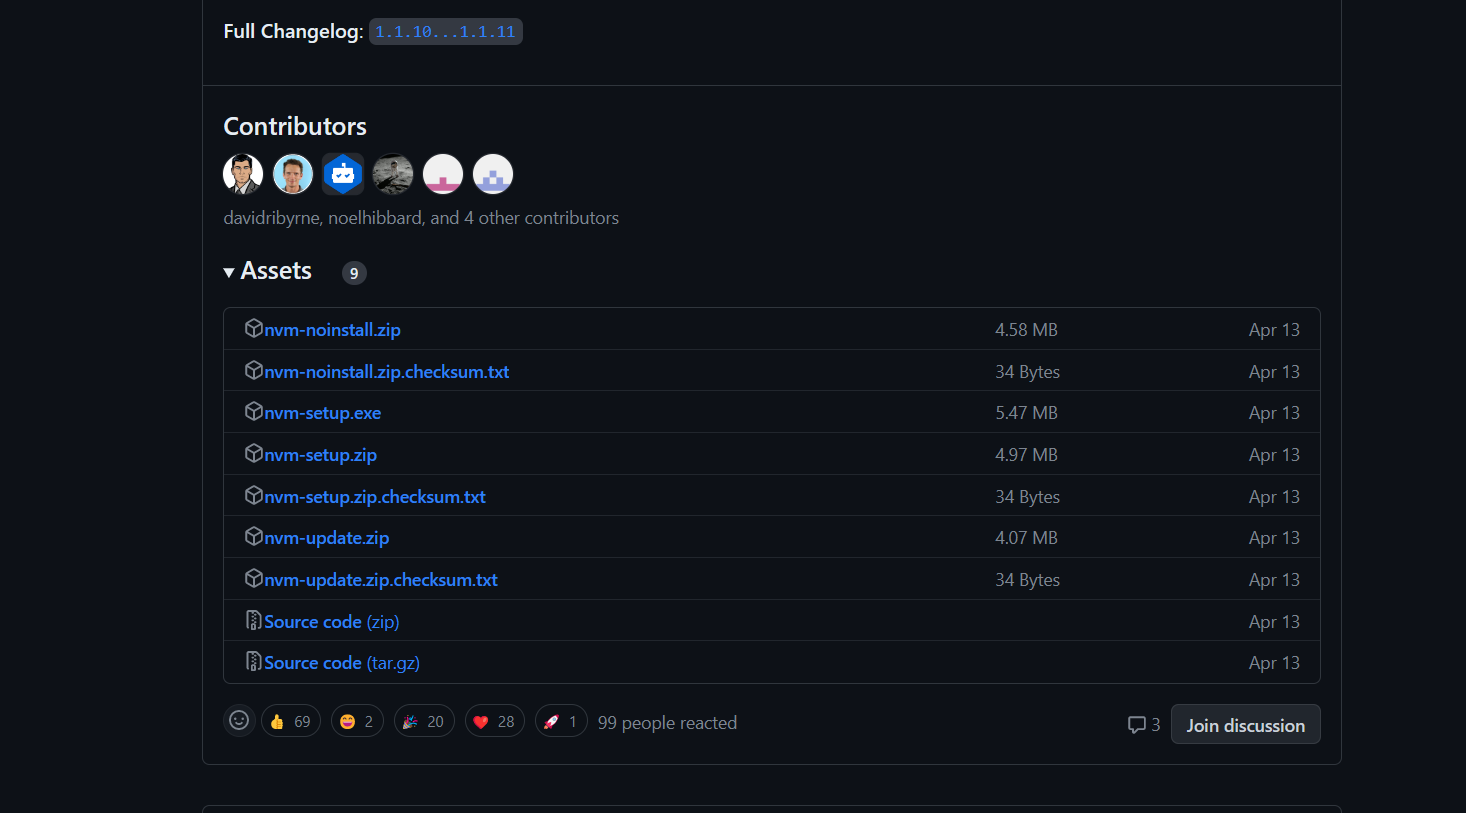 Full Changelog: 1.1.10...1.1.11
Contributors
davidribyrne, noelhibbard, and 4 other contributors
Assets 9
nvm-noinstall.zip 4.58 MB Apr 13
nvm-noinstall.zip.checksum.txt 34 Bytes Apr 13
nvm-setup.exe 5.47 MB Apr 13
nvm-setup.zip 4.97 MB Apr 13
nvm-setup.zip.checksum.txt 34 Bytes Apr 13
nvm-update.zip 4.07 MB Apr 13
nvm-update.zip.checksum.txt 34 Bytes Apr 13
Source code (zip) Apr 13
Source code (tar.gz) Apr 13
69 2 20 28 1 99 people reacted 3 Join discussion